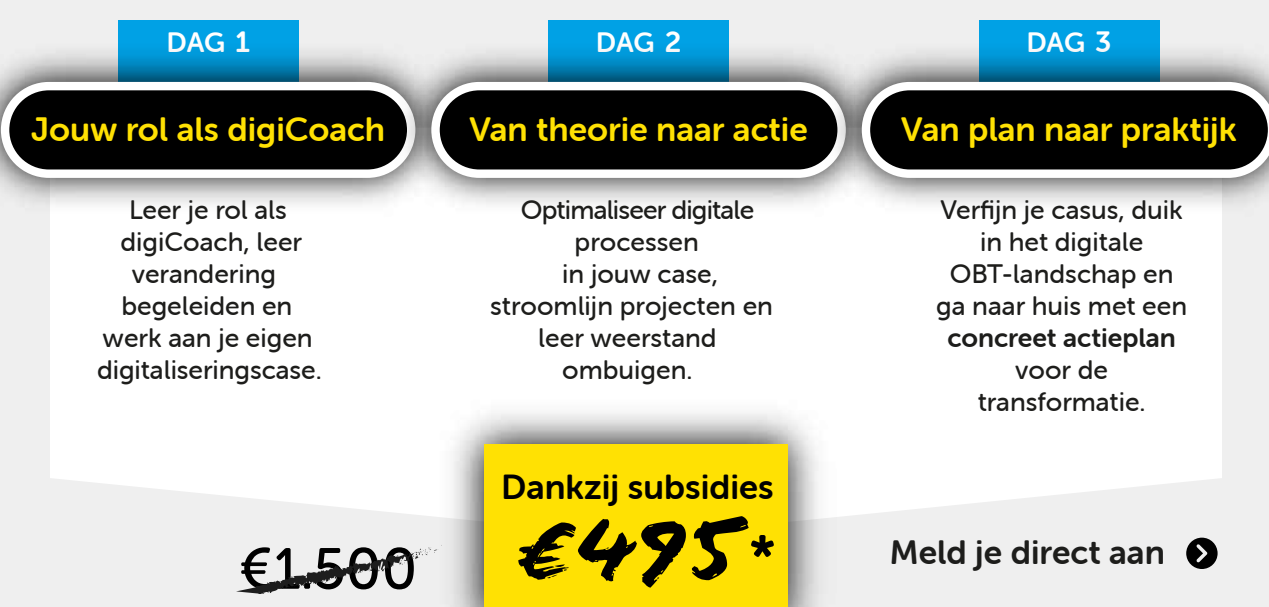 DAG 1
Jouw rol als digiCoach
Leer je rol als
digiCoach, leer
verandering
begeleiden en
werk aan je eigen
digitaliseringscase.
DAG 2
Van theorie naar actie
Optimaliseer digitale
processen
in jouw case,
stroomlijn projecten en
leer weerstand
ombuigen.
DAG 3
Van plan naar praktijk
Verfijn je casus, duik
in het digitale
OBT-landschap en
ga naar huis met een
concreet actieplan
voor de
transformatie.
€1.500
Dankzij subsidies
€495*
Meld je direct aan